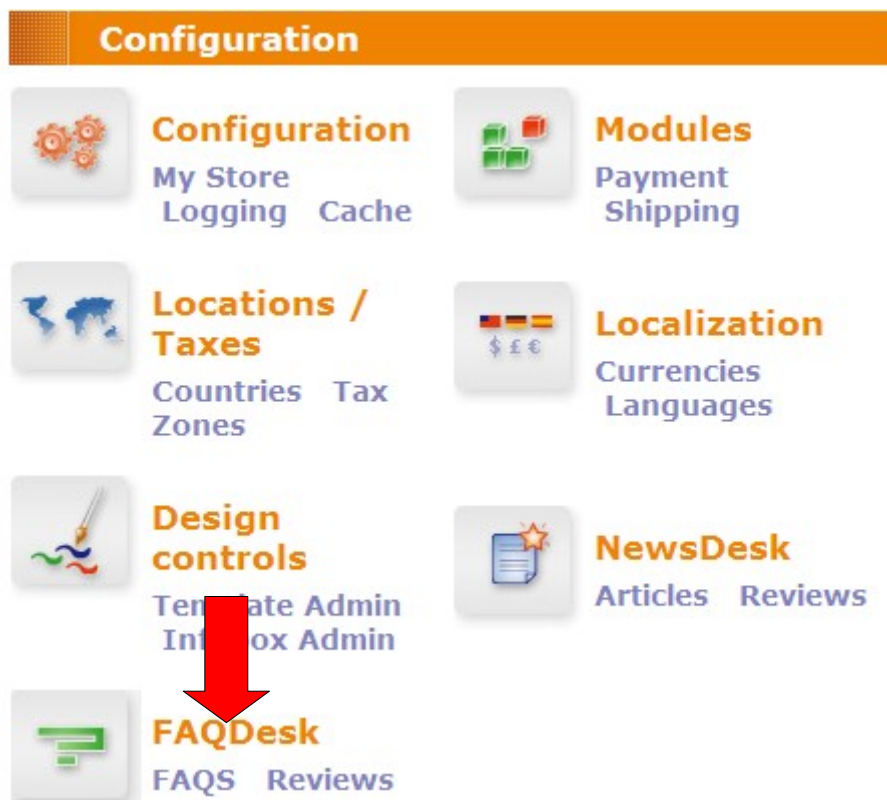 Configuration
Configuration
My Store
Logging Cache
Modules
Payment
Shipping
Locations /
Taxes
Countries Tax
Zones
$ £ €
Localization
Currencies
Languages
Design
controls
Admin
Admin
NewsDesk
Articles Reviews
FAQDesk
FAQS Reviews